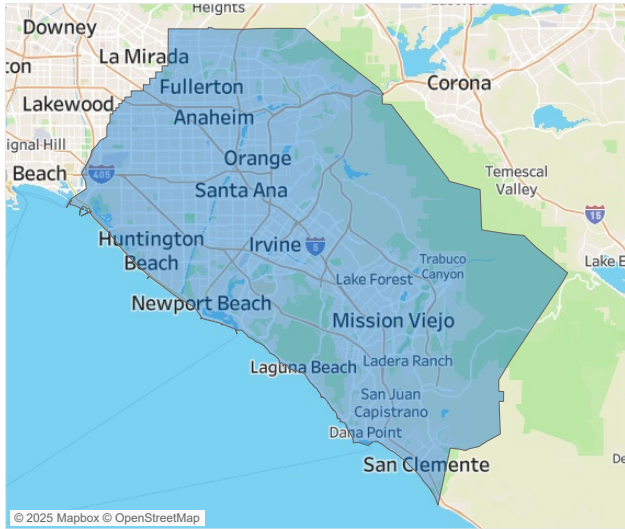 Heights
Downey
La Mirada
ton
Fullerton
Corona
Lakewood
Anaheim
ignal Hill
Orange
Beach
405
Temescal
Valley
Santa Ana
15
Huntington
Beach
Irvine
5
Trabuco
Canyon
Lake E
Lake Forest
Newport Beach
Mission Viejo
Laguna Beach
Ladera Ranch
San Juan
Capistrano
Dana Point
San Clemente
De
© 2025 Mapbox © OpenStreetMap